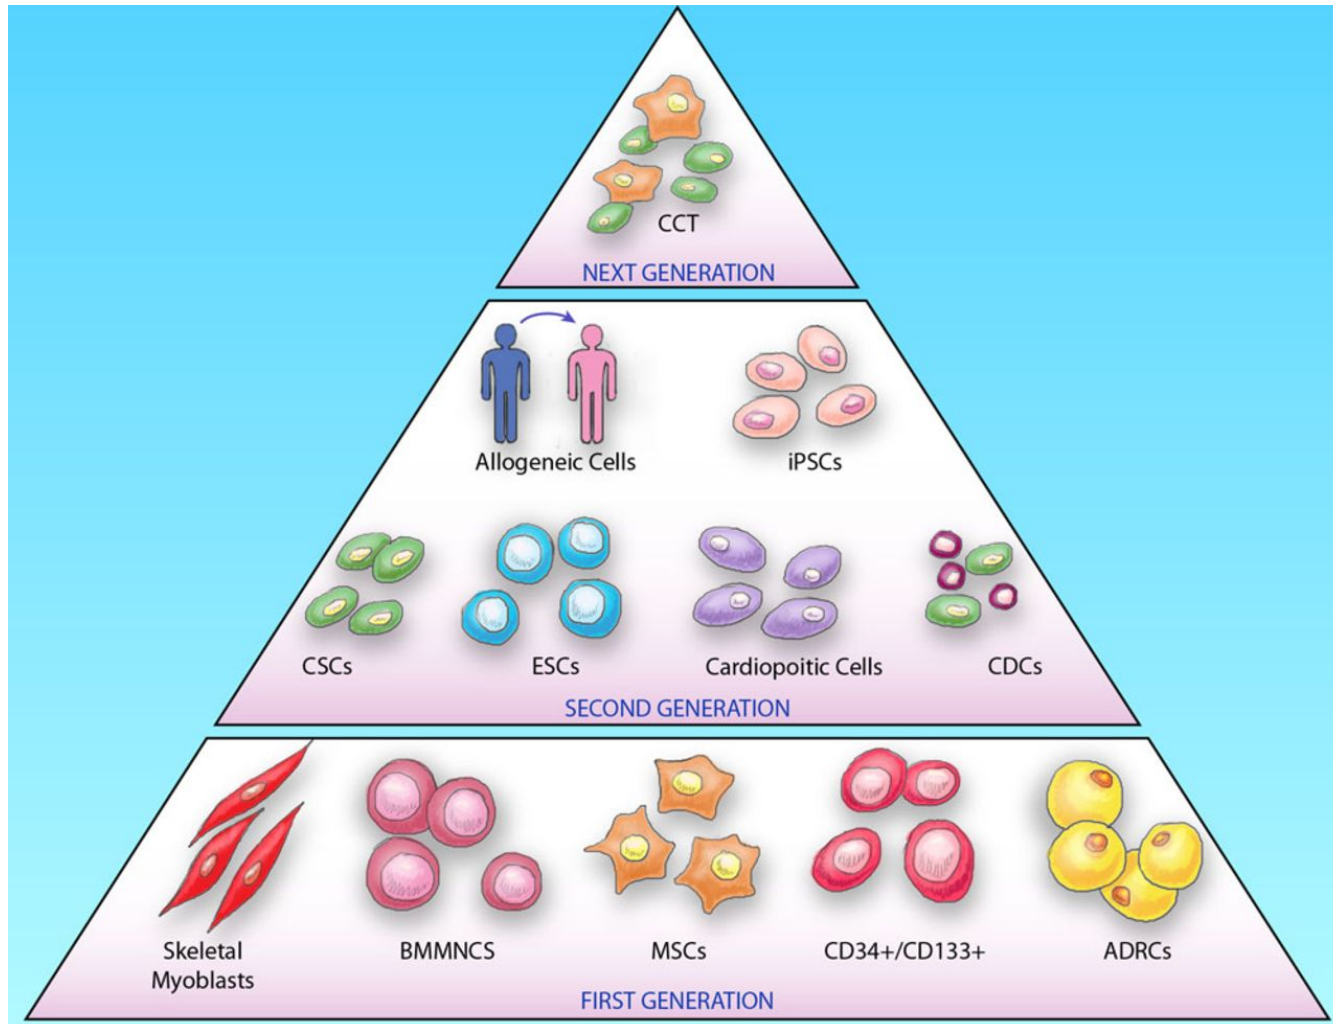 CCT
NEXT GENERATION
Allogeneic Cells
iPSCs
CSCs
ESCs
Cardiopoitic Cells
CDCs
SECOND GENERATION
Skeletal
Myoblasts
BMMNCS
MSCs
CD34+/CD133+
ADRCs
FIRST GENERATION